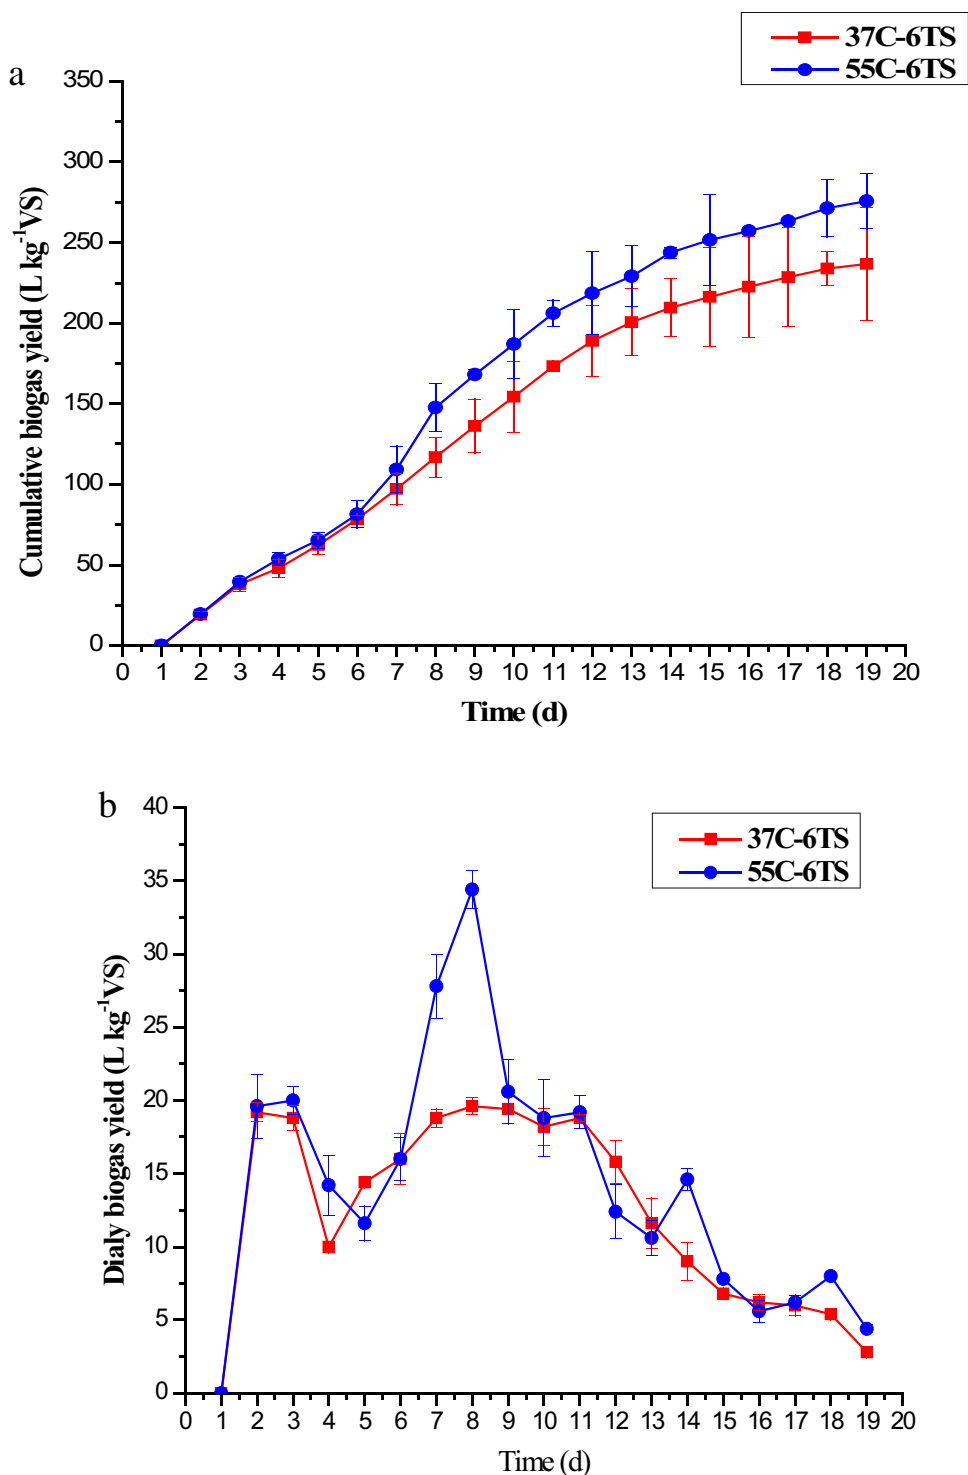 37C-6TS
55C-6TS
a
350
300
250
200
150
100
50
0
Cumulative biogas yield (L kg⁻¹VS)
0 1 2 3 4 5 6 7 8 9 10 11 12 13 14 15 16 17 18 19 20
Time (d)
b
40
35
30
25
20
15
10
5
0
37C-6TS
55C-6TS
Dialy biogas yield (L kg⁻¹VS)
0 1 2 3 4 5 6 7 8 9 10 11 12 13 14 15 16 17 18 19 20
Time (d)